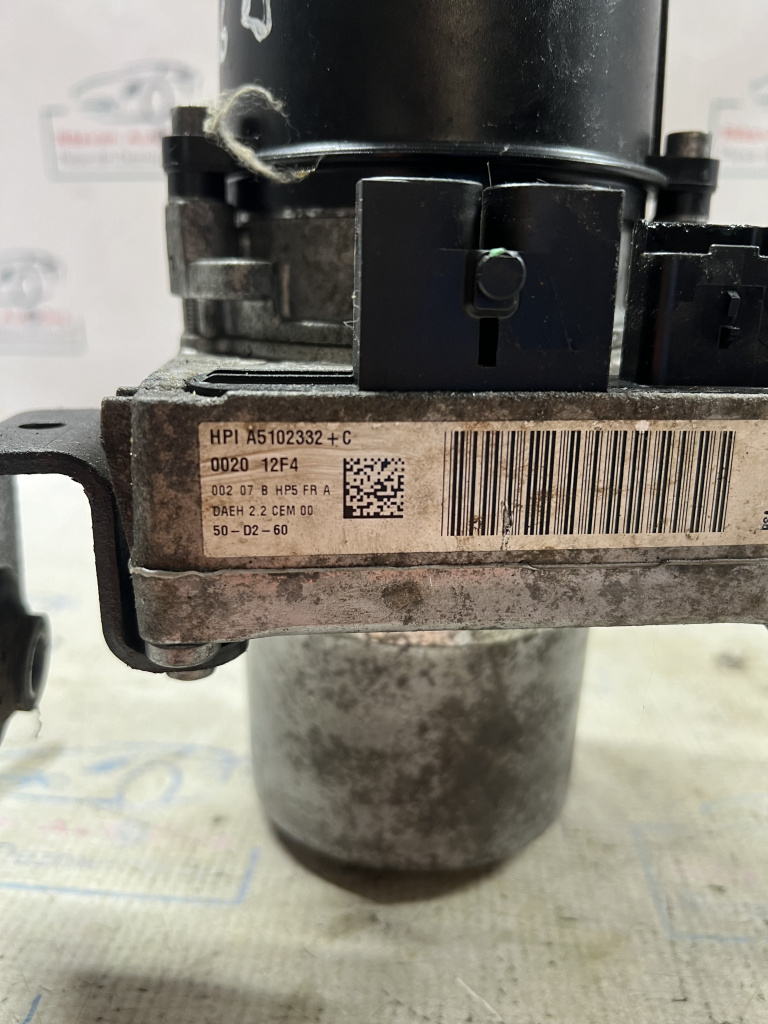 HPI A5102332+C
0020 12F4
002 07 B HP5 FR A
DAEH 2.2 CEM 00
50-D2-60